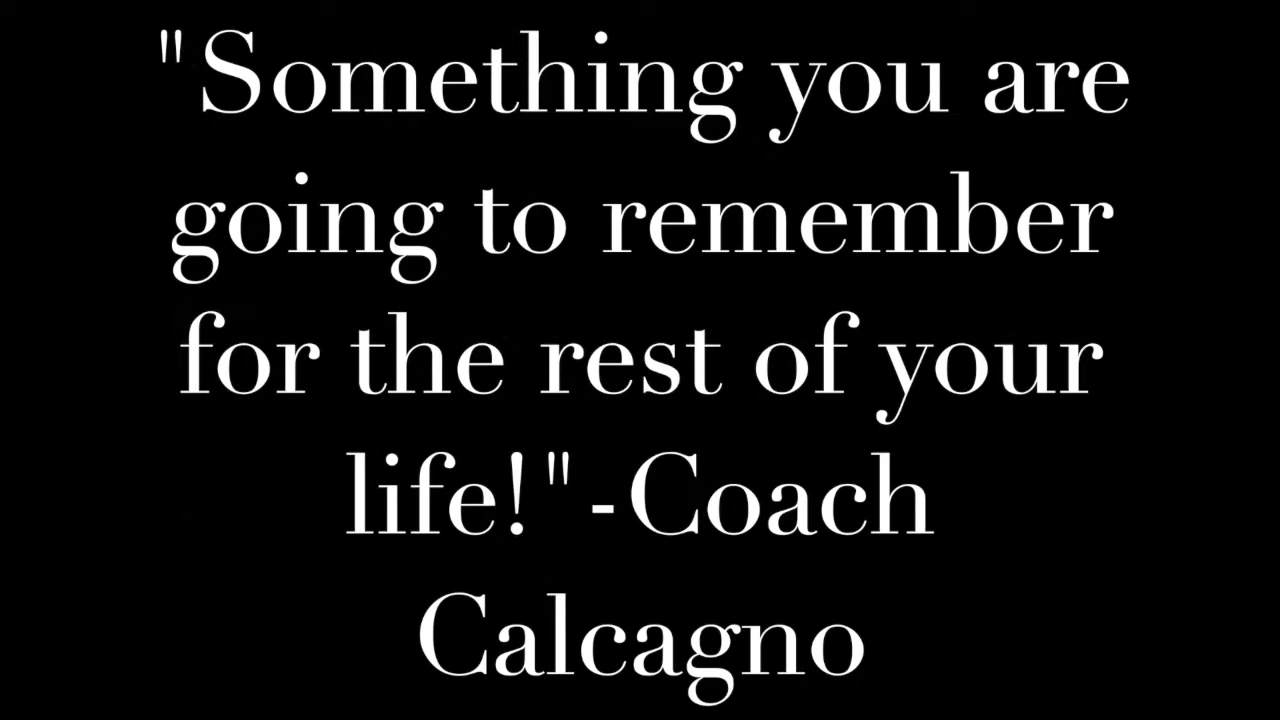 "Something you are
going to remember
for the rest of your
life!"-Coach
Calcagno